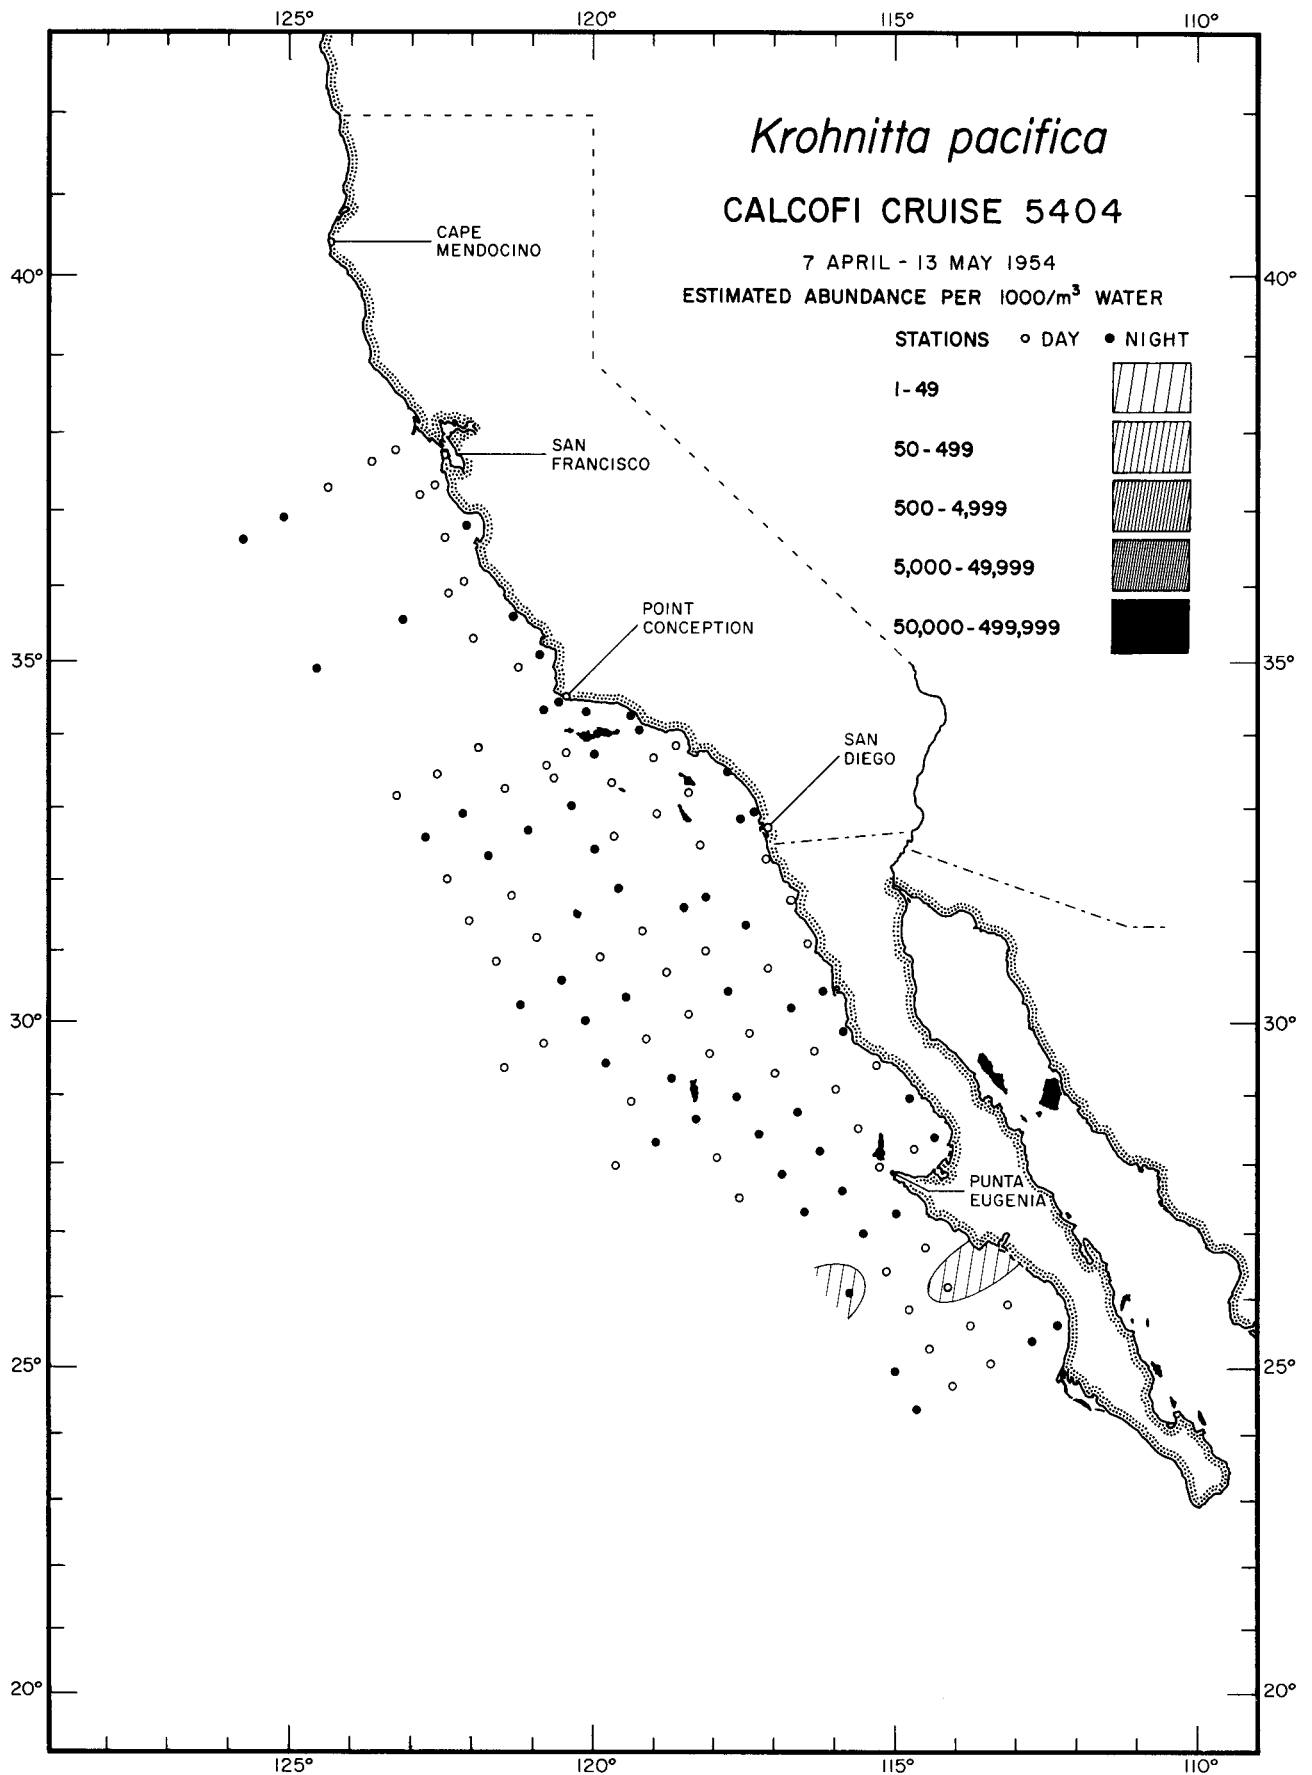 125° 120° 115° 110°
Krohnitta pacifica
CALCOFI CRUISE 5404
7 APRIL - 13 MAY 1954
ESTIMATED ABUNDANCE PER 1000/m³ WATER
STATIONS ○ DAY ● NIGHT
1-49
50-499
500-4,999
5,000-49,999
50,000-499,999
CAPE
MENDOCINO
40° 40°
SAN
FRANCISCO
POINT
CONCEPTION
35° 35°
SAN
DIEGO
30° 30°
PUNTA
EUGENIA
25° 25°
20° 20°
125° 120° 115° 110°